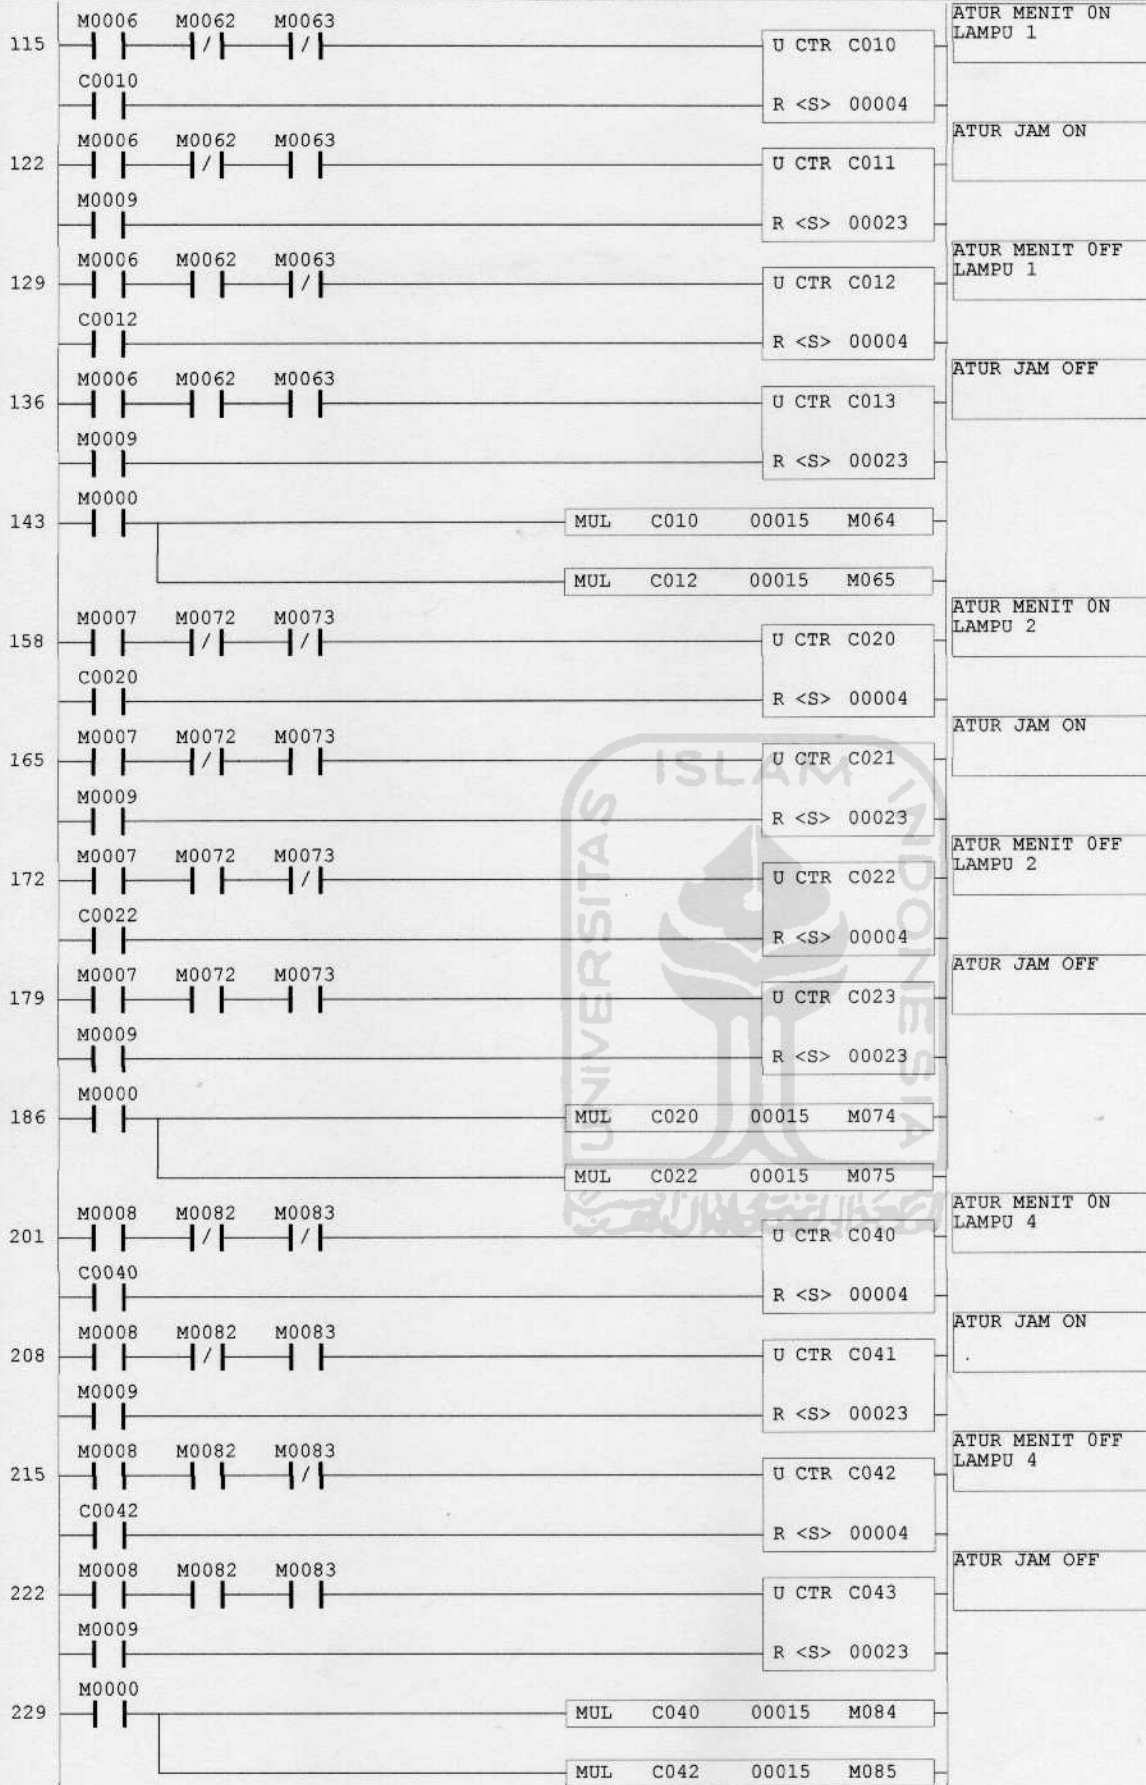 M0006 M0062 M0063
115 U CTR C010
ATUR MENIT ON
LAMPU 1
C0010
R <S> 00004
M0006 M0062 M0063
122 U CTR C011
ATUR JAM ON
M0009
R <S> 00023
M0006 M0062 M0063
129 U CTR C012
ATUR MENIT OFF
LAMPU 1
C0012
R <S> 00004
M0006 M0062 M0063
136 U CTR C013
ATUR JAM OFF
M0009
R <S> 00023
M0000
143 MUL C010 00015 M064
MUL C012 00015 M065
M0007 M0072 M0073
158 U CTR C020
ATUR MENIT ON
LAMPU 2
C0020
R <S> 00004
M0007 M0072 M0073
165 U CTR C021
ATUR JAM ON
M0009
R <S> 00023
M0007 M0072 M0073
172 U CTR C022
ATUR MENIT OFF
LAMPU 2
C0022
R <S> 00004
M0007 M0072 M0073
179 U CTR C023
ATUR JAM OFF
M0009
R <S> 00023
M0000
186 MUL C020 00015 M074
MUL C022 00015 M075
M0008 M0082 M0083
201 U CTR C040
ATUR MENIT ON
LAMPU 4
C0040
R <S> 00004
M0008 M0082 M0083
208 U CTR C041
ATUR JAM ON
M0009
R <S> 00023
M0008 M0082 M0083
215 U CTR C042
ATUR MENIT OFF
LAMPU 4
C0042
R <S> 00004
M0008 M0082 M0083
222 U CTR C043
ATUR JAM OFF
M0009
R <S> 00023
M0000
229 MUL C040 00015 M084
MUL C042 00015 M085
UNIVERSITAS
ISLAM
INDONESIA